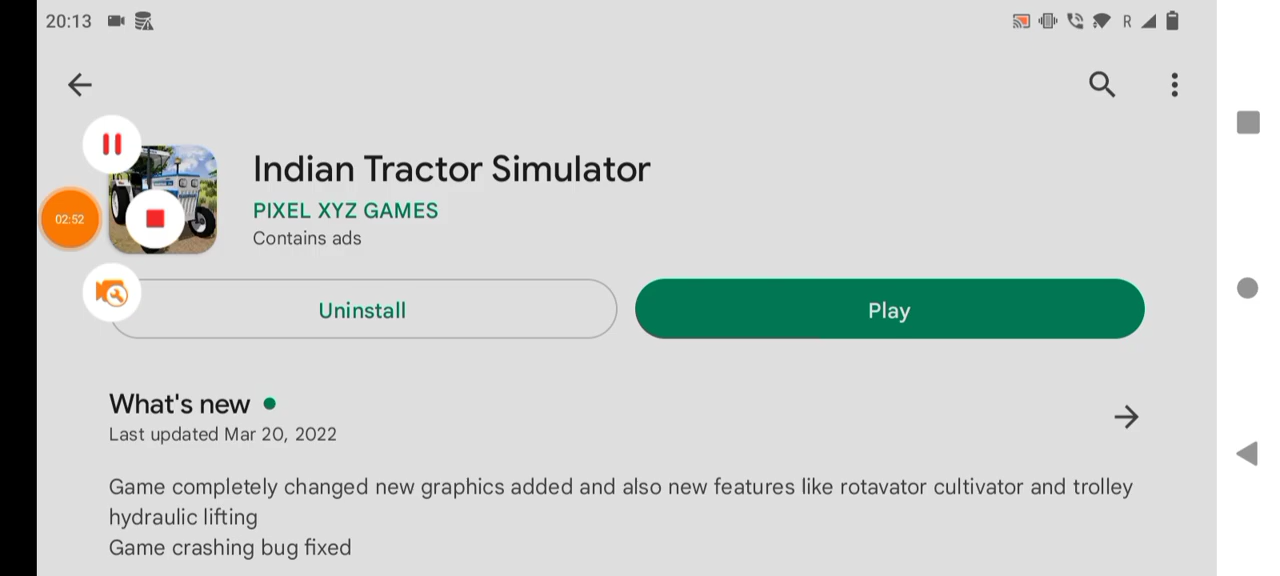 20:13
R
Indian Tractor Simulator
PIXEL XYZ GAMES
02:52
Contains ads
Uninstall
Play
What's new
Last updated Mar 20, 2022
Game completely changed new graphics added and also new features like rotavator cultivator and trolley
hydraulic lifting
Game crashing bug fixed